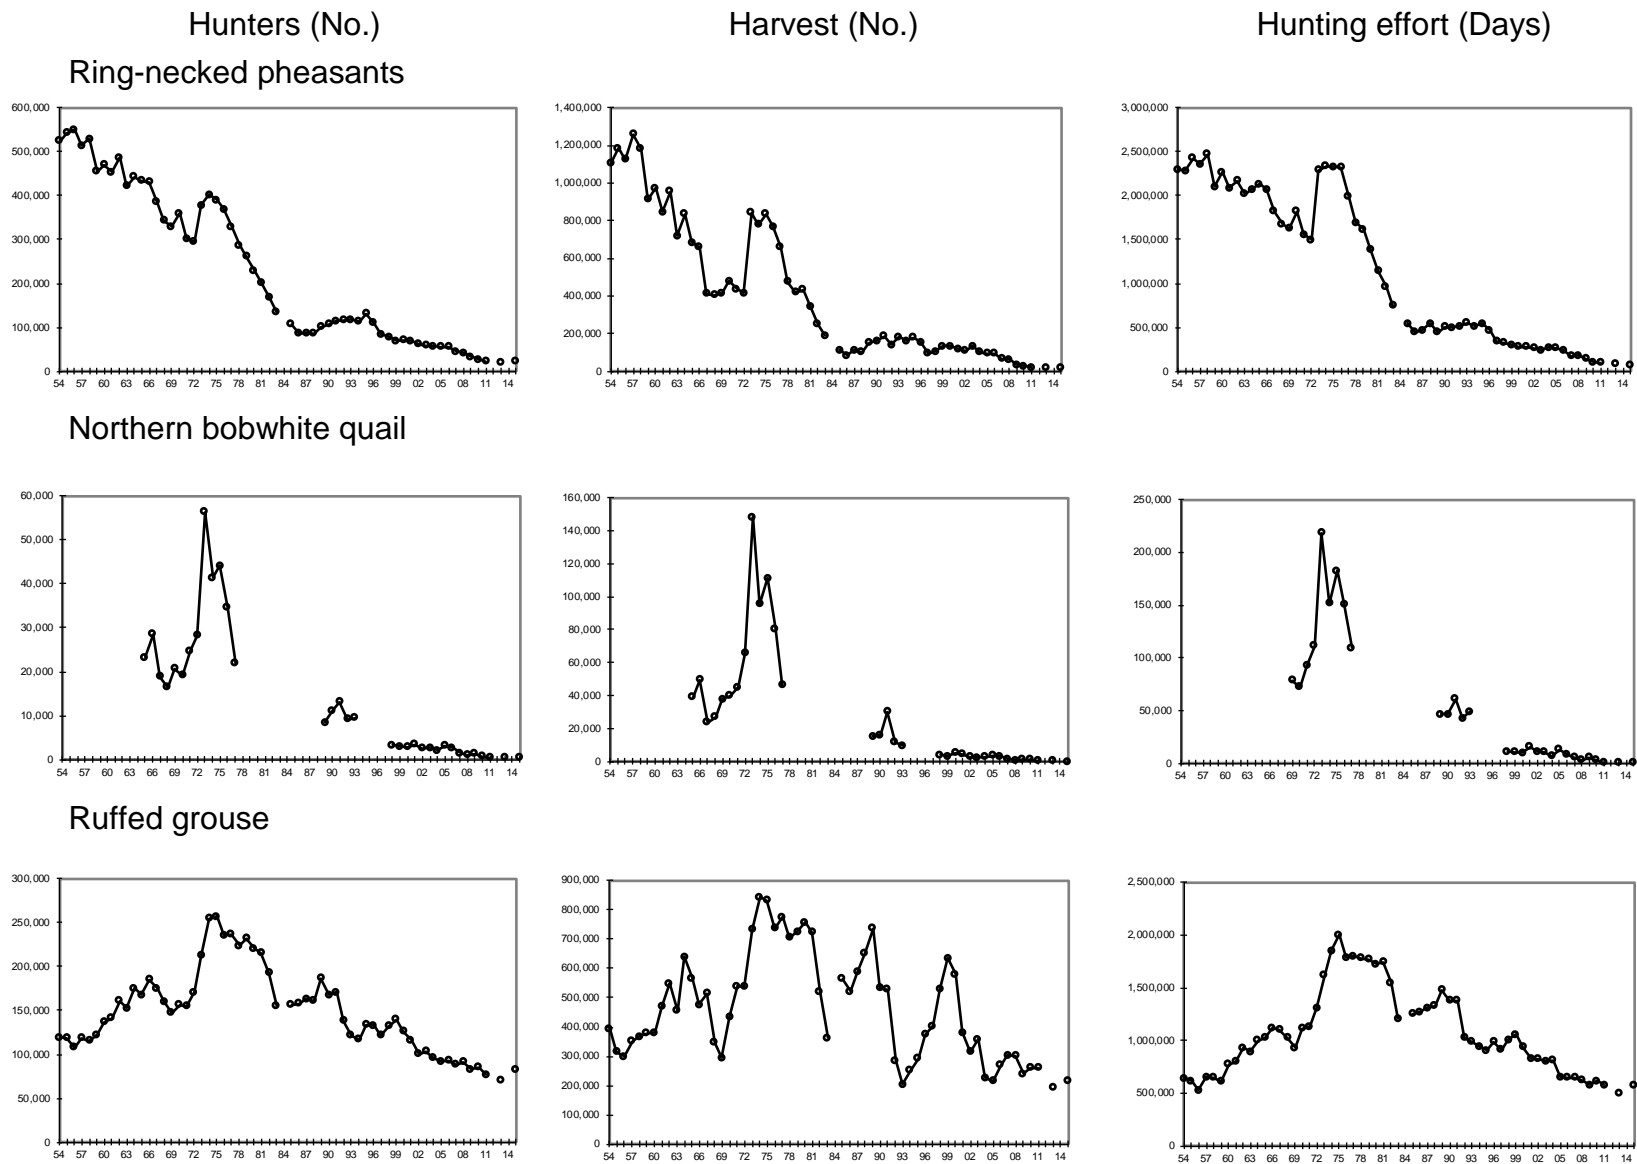 Hunters (No.) Harvest (No.) Hunting effort (Days)
Ring-necked pheasants
600,000 1,400,000 3,000,000
500,000 1,200,000 2,500,000
400,000 1,000,000 2,000,000
300,000 800,000 1,500,000
200,000 600,000 1,000,000
100,000 400,000 500,000
0 200,000 0
0
54 57 60 63 66 69 72 75 78 81 84 87 90 93 96 99 02 05 08 11 14
54 57 60 63 66 69 72 75 78 81 84 87 90 93 96 99 02 05 08 11 14
54 57 60 63 66 69 72 75 78 81 84 87 90 93 96 99 02 05 08 11 14
Northern bobwhite quail
60,000 160,000 250,000
50,000 140,000 200,000
40,000 120,000 150,000
30,000 100,000 100,000
20,000 80,000 50,000
10,000 60,000 0
0 40,000
20,000
0
54 57 60 63 66 69 72 75 78 81 84 87 90 93 96 99 02 05 08 11 14
54 57 60 63 66 69 72 75 78 81 84 87 90 93 96 99 02 05 08 11 14
54 57 60 63 66 69 72 75 78 81 84 87 90 93 96 99 02 05 08 11 14
Ruffed grouse
300,000 900,000 2,500,000
250,000 800,000 2,000,000
200,000 700,000 1,500,000
150,000 600,000 1,000,000
100,000 500,000 500,000
50,000 400,000 0
0 300,000
200,000
100,000
0
54 57 60 63 66 69 72 75 78 81 84 87 90 93 96 99 02 05 08 11 14
54 57 60 63 66 69 72 75 78 81 84 87 90 93 96 99 02 05 08 11 14
54 57 60 63 66 69 72 75 78 81 84 87 90 93 96 99 02 05 08 11 14